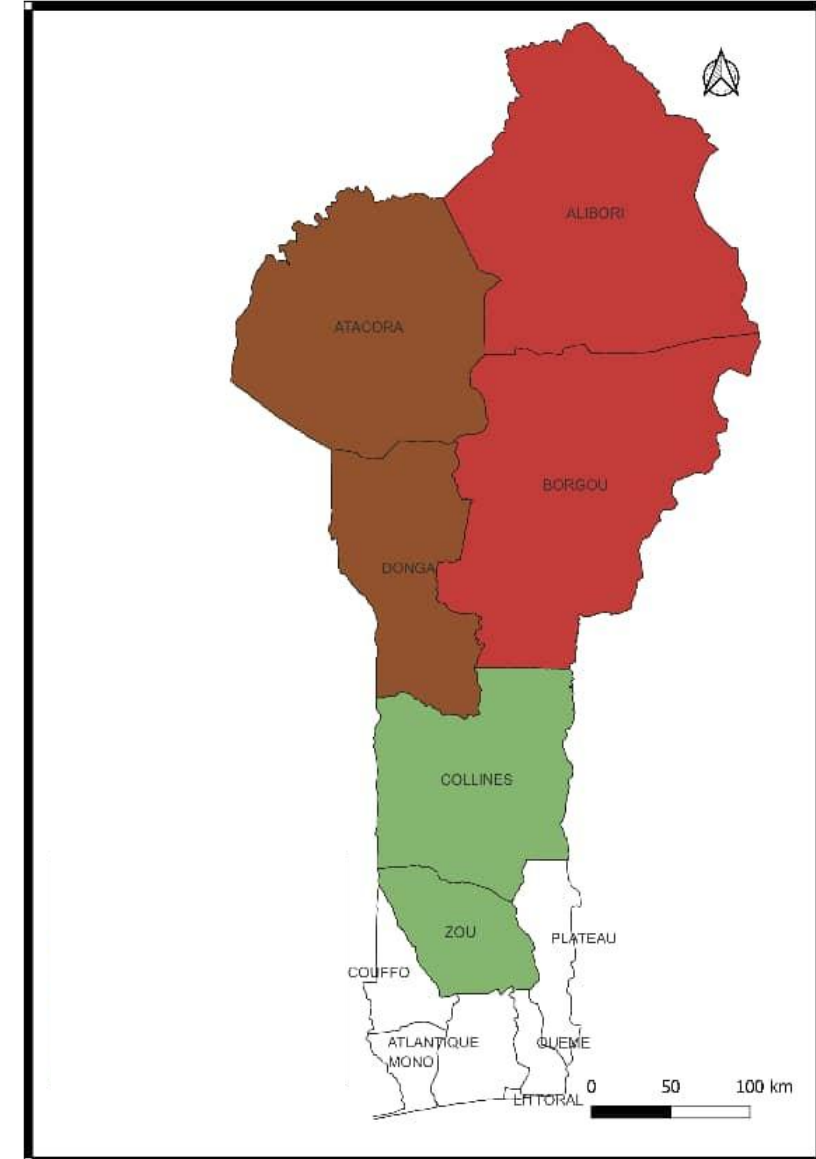 ALIBORI
ATACORA
BORGOU
DONGA
COLLINES
ZOU
PLATEAU
COUFFO
ATLANTIQUE
OUEME
MONO
LITTORAL
0 50 100 km